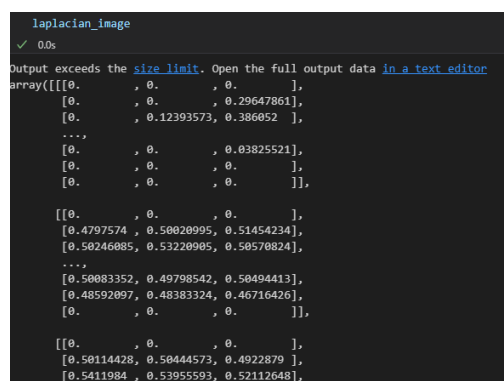 laplacian_image
✓ 0.0s
Output exceeds the size limit. Open the full output data in a text editor
array([[[0.        , 0.        , 0.        ],
        [0.        , 0.        , 0.29647861],
        [0.        , 0.12393573, 0.386052  ],
        ...,
        [0.        , 0.        , 0.03825521],
        [0.        , 0.        , 0.        ],
        [0.        , 0.        , 0.        ]],
       [[0.        , 0.        , 0.        ],
        [0.4797574 , 0.50020995, 0.51454234],
        [0.50246085, 0.53220905, 0.50570824],
        ...,
        [0.50083352, 0.49798542, 0.50494413],
        [0.48592097, 0.48383324, 0.46716426],
        [0.        , 0.        , 0.        ]],
       [[0.        , 0.        , 0.        ],
        [0.50114428, 0.50444573, 0.4922879 ],
        [0.5411984 , 0.53955593, 0.52112648],